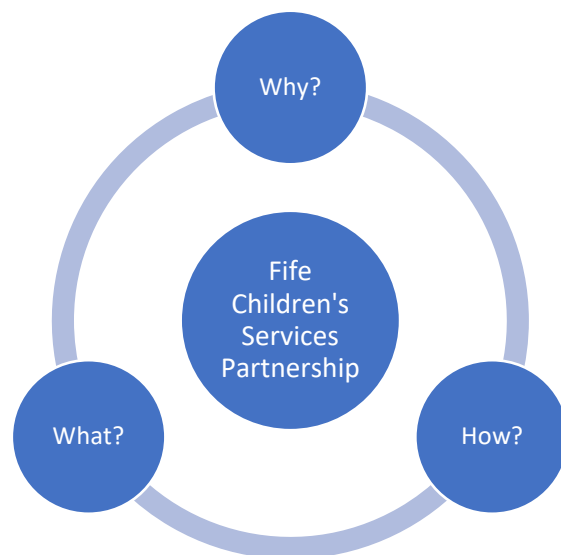 Why?
Fife
Children's
Services
Partnership
What?
How?